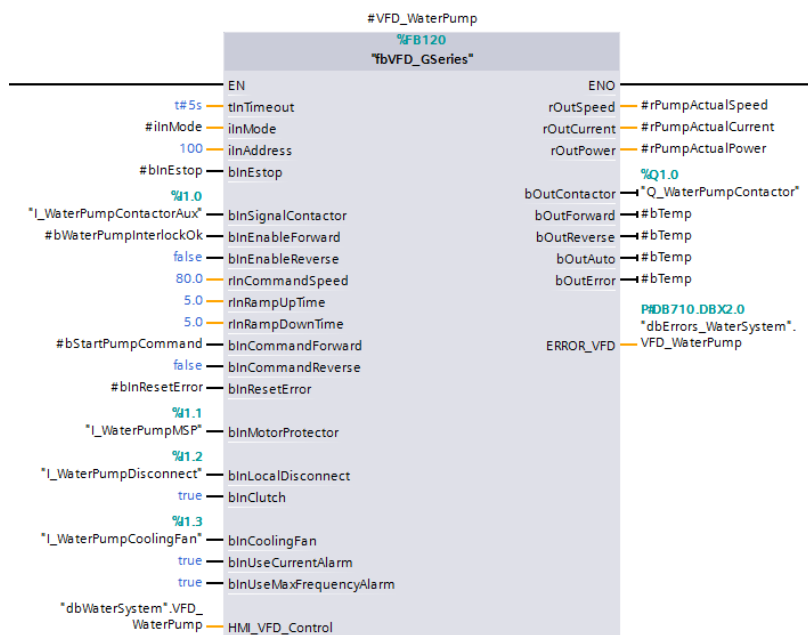 #VFD_WaterPump
%FB120
"fbVFD_GSeries"
EN ENO
t#5s tInTimeout rOutSpeed #rPumpActualSpeed
#iInMode iInMode rOutCurrent #rPumpActualCurrent
100 iInAddress rOutPower #rPumpActualPower
#bInEstop bInEstop
%Q1.0
bOutContactor "Q_WaterPumpContactor"
%I1.0
"I_WaterPumpContactorAux" bInSignalContactor bOutForward #bTemp
#bWaterPumpInterlockOk bInEnableForward bOutReverse #bTemp
false bInEnableReverse bOutAuto #bTemp
80.0 rInCommandSpeed bOutError #bTemp
5.0 rInRampUpTime
5.0 rInRampDownTime
P#DB710.DBX2.0
"dbErrors_WaterSystem".
#bStartPumpCommand bInCommandForward ERROR_VFD VFD_WaterPump
false bInCommandReverse
#bInResetError bInResetError
%I1.1
"I_WaterPumpMSP" bInMotorProtector
%I1.2
"I_WaterPumpDisconnect" bInLocalDisconnect
true bInClutch
%I1.3
"I_WaterPumpCoolingFan" bInCoolingFan
true bInUseCurrentAlarm
true bInUseMaxFrequencyAlarm
"dbWaterSystem".VFD_
WaterPump HMI_VFD_Control